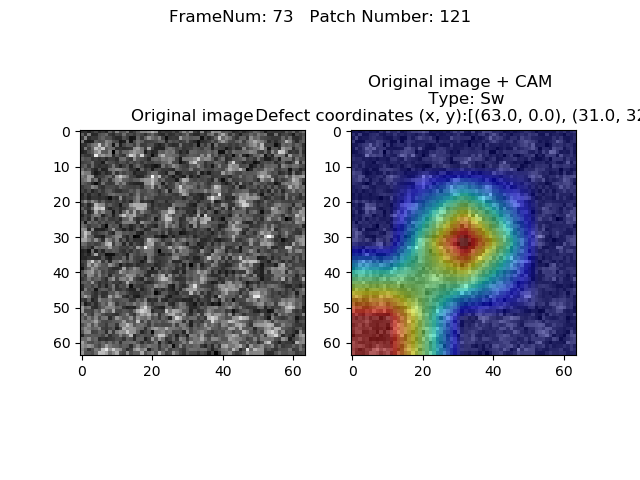 FrameNum: 73   Patch Number: 121
Original image + CAM
Type: Sw
Original image
Defect coordinates (x, y):[(63.0, 0.0), (31.0, 32
0
10
20
30
40
50
60
0 20 40 60
0
10
20
30
40
50
60
0 20 40 60